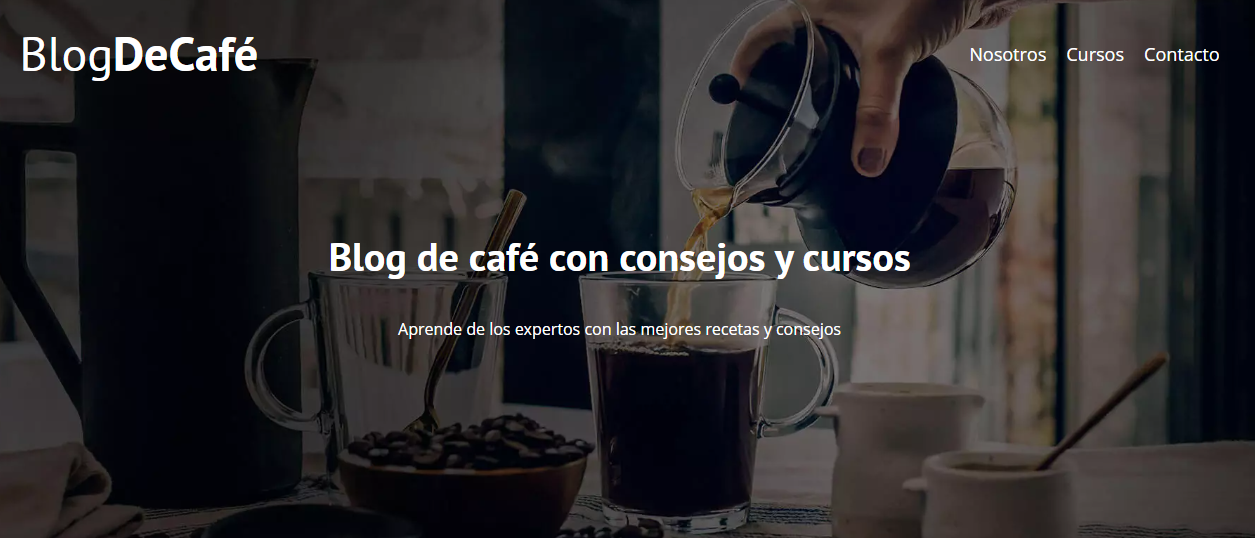 BlogDeCafé
Nosotros Cursos Contacto
Blog de café con consejos y cursos
Aprende de los expertos con las mejores recetas y consejos